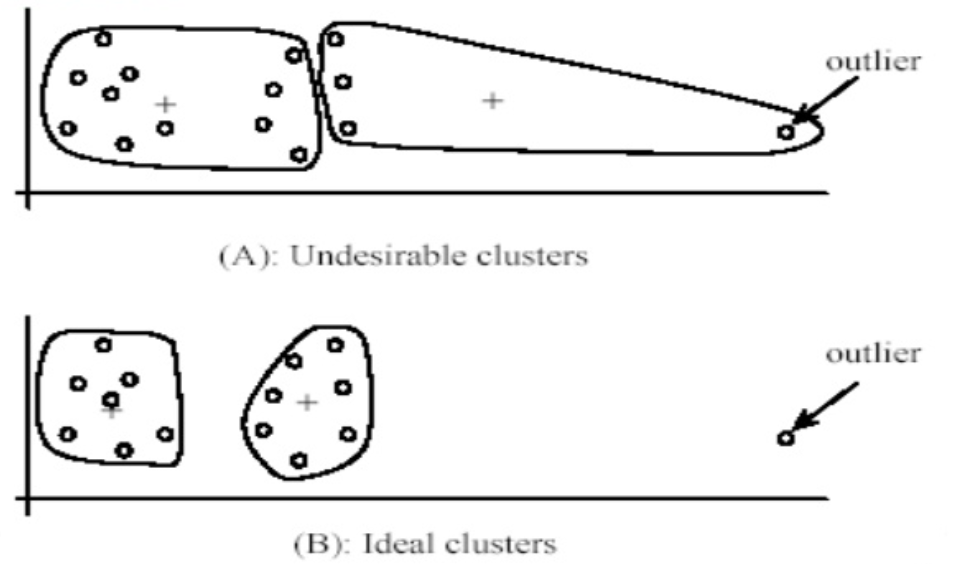 outlier
(A): Undesirable clusters
outlier
(B): Ideal clusters